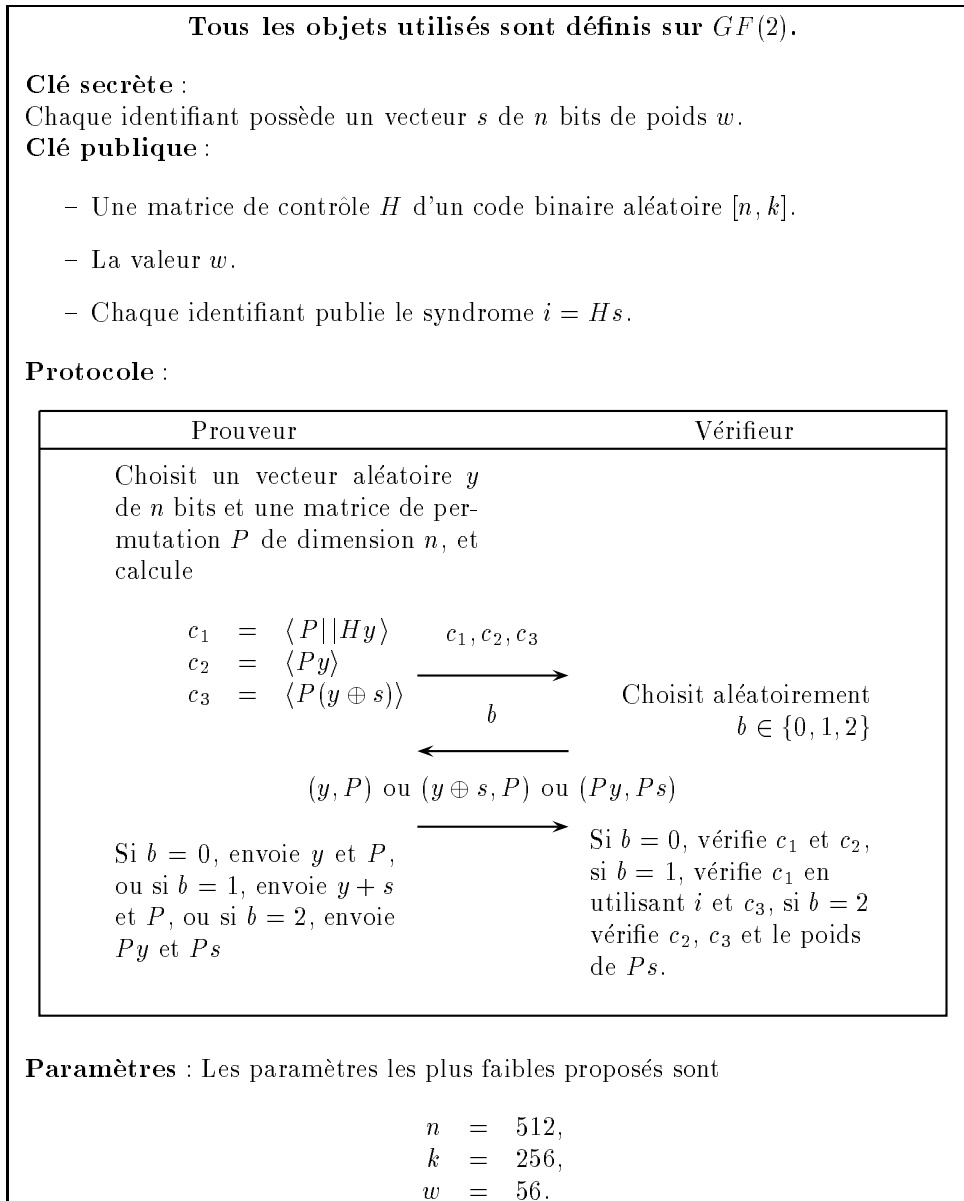 Tous les objets utilisés sont définis sur GF(2).
Clé secrète :
Chaque identifiant possède un vecteur s de n bits de poids w.
Clé publique :
– Une matrice de contrôle H d'un code binaire aléatoire [n, k].
– La valeur w.
– Chaque identifiant publie le syndrome i = Hs.
Protocole :
Prouveur Vérifieur
Choisit un vecteur aléatoire y
de n bits et une matrice de per-
mutation P de dimension n, et
calcule
c₁ = ⟨P||Hy⟩ c₁, c₂, c₃
c₂ = ⟨Py⟩
c₃ = ⟨P(y ⊕ s)⟩
b
Choisit aléatoirement
b ∈ {0, 1, 2}
(y, P) ou (y ⊕ s, P) ou (Py, Ps)
Si b = 0, envoie y et P,
ou si b = 1, envoie y + s
et P, ou si b = 2, envoie
Py et Ps
Si b = 0, vérifie c₁ et c₂,
si b = 1, vérifie c₁ en
utilisant i et c₃, si b = 2
vérifie c₂, c₃ et le poids
de Ps.
Paramètres : Les paramètres les plus faibles proposés sont
n = 512,
k = 256,
w = 56.